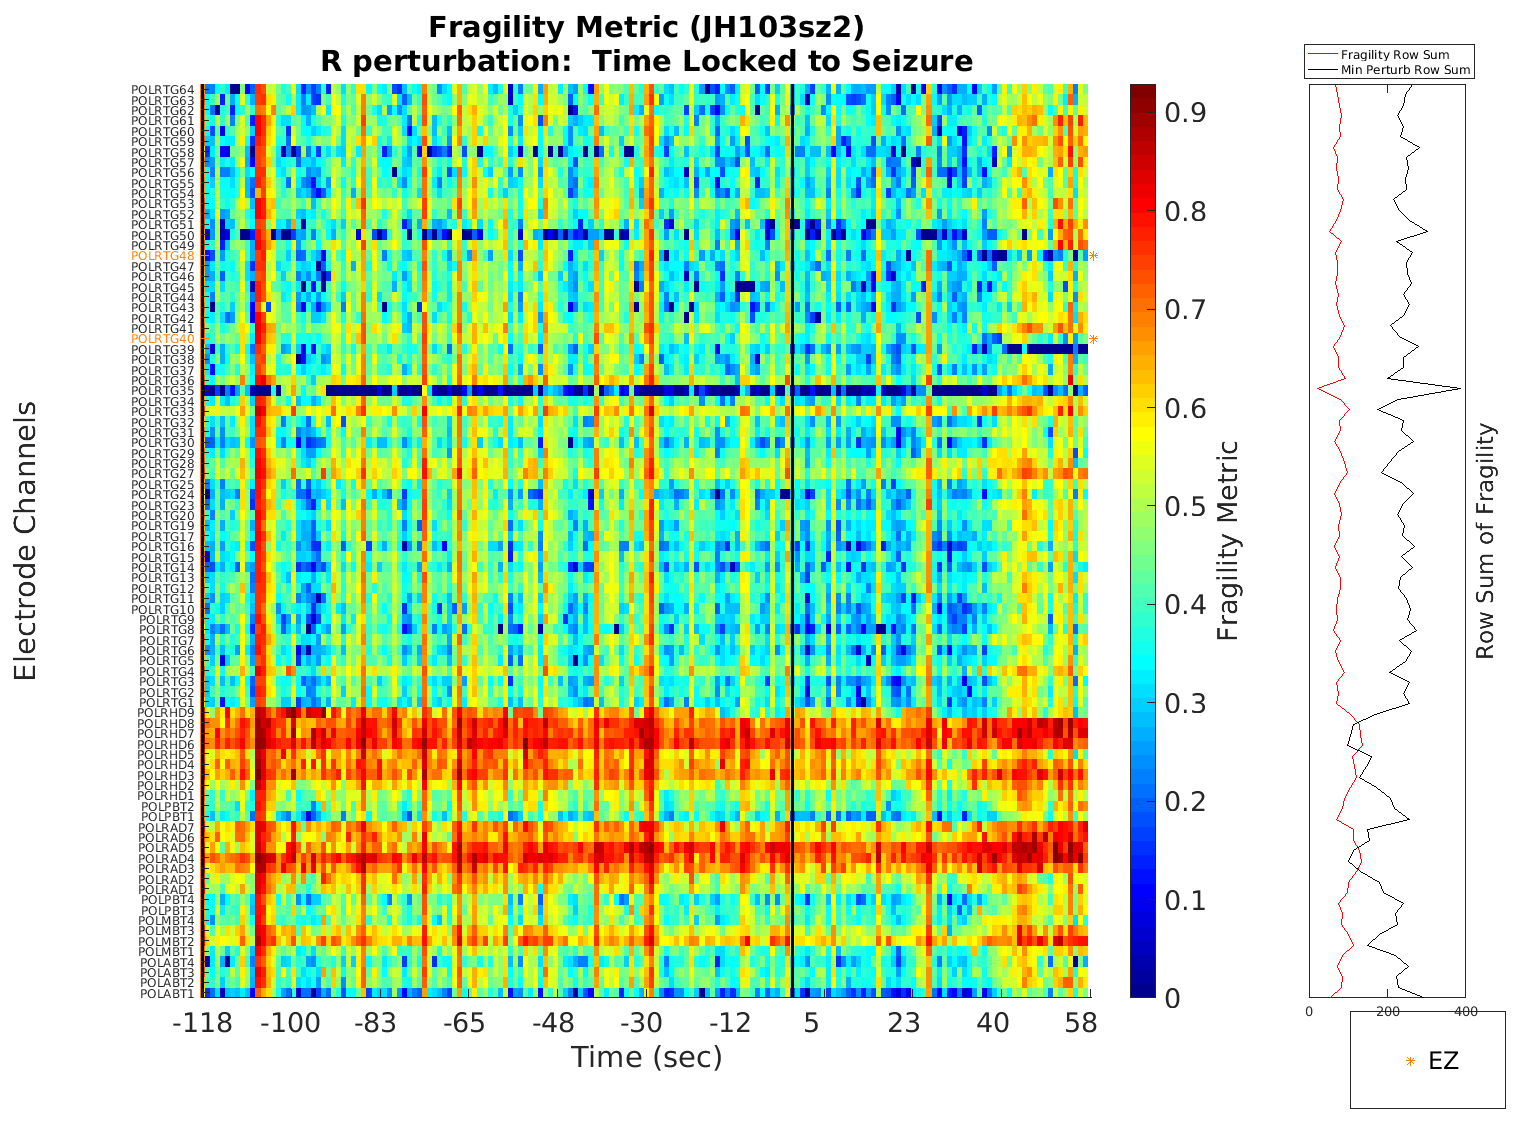 Fragility Metric (JH103sz2)
R perturbation:  Time Locked to Seizure
Fragility Row Sum
Min Perturb Row Sum
Electrode Channels
POLRTG64
POLRTG63
POLRTG62
POLRTG61
POLRTG60
POLRTG59
POLRTG58
POLRTG57
POLRTG56
POLRTG55
POLRTG54
POLRTG53
POLRTG52
POLRTG51
POLRTG50
POLRTG49
POLRTG48
POLRTG47
POLRTG46
POLRTG45
POLRTG44
POLRTG43
POLRTG42
POLRTG41
POLRTG40
POLRTG39
POLRTG38
POLRTG37
POLRTG36
POLRTG35
POLRTG34
POLRTG33
POLRTG32
POLRTG31
POLRTG30
POLRTG29
POLRTG28
POLRTG27
POLRTG25
POLRTG24
POLRTG23
POLRTG20
POLRTG19
POLRTG17
POLRTG16
POLRTG15
POLRTG14
POLRTG13
POLRTG12
POLRTG11
POLRTG10
POLRTG9
POLRTG8
POLRTG7
POLRTG6
POLRTG5
POLRTG4
POLRTG3
POLRTG2
POLRTG1
POLRHD9
POLRHD8
POLRHD7
POLRHD6
POLRHD5
POLRHD4
POLRHD3
POLRHD2
POLRHD1
POLPBT2
POLPBT1
POLRAD7
POLRAD6
POLRAD5
POLRAD4
POLRAD3
POLRAD2
POLRAD1
POLPBT4
POLPBT3
POLMBT4
POLMBT3
POLMBT2
POLMBT1
POLABT4
POLABT3
POLABT2
POLABT1
-118 -100 -83 -65 -48 -30 -12 5 23 40 58
Time (sec)
0.9
0.8
0.7
0.6
0.5
0.4
0.3
0.2
0.1
0
Fragility Metric
Row Sum of Fragility
0 200 400
EZ